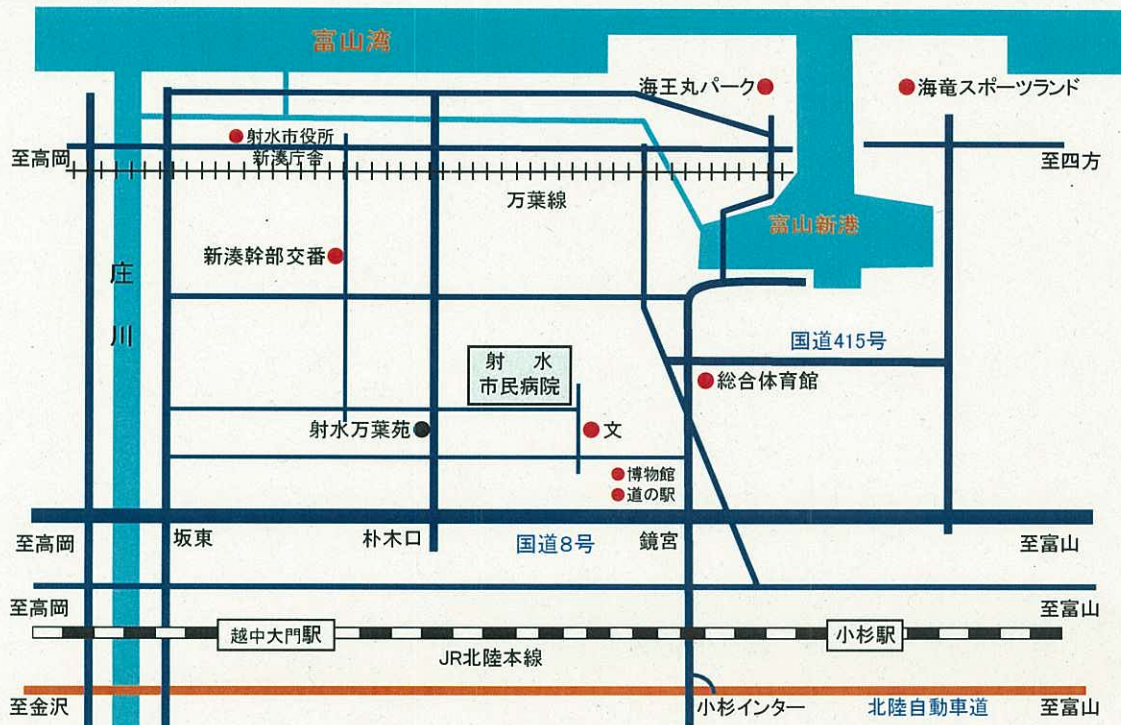 富山湾
海王丸パーク
海竜スポーツランド
射水市役所
新湊庁舎
至高岡
至四方
万葉線
富山新港
新湊幹部交番
庄川
国道415号
射水
市民病院
総合体育館
射水万葉苑
文
博物館
道の駅
至高岡
坂東
朴木口
国道8号
鏡宮
至富山
至高岡
至富山
越中大門駅
小杉駅
JR北陸本線
至金沢
小杉インター
北陸自動車道
至富山